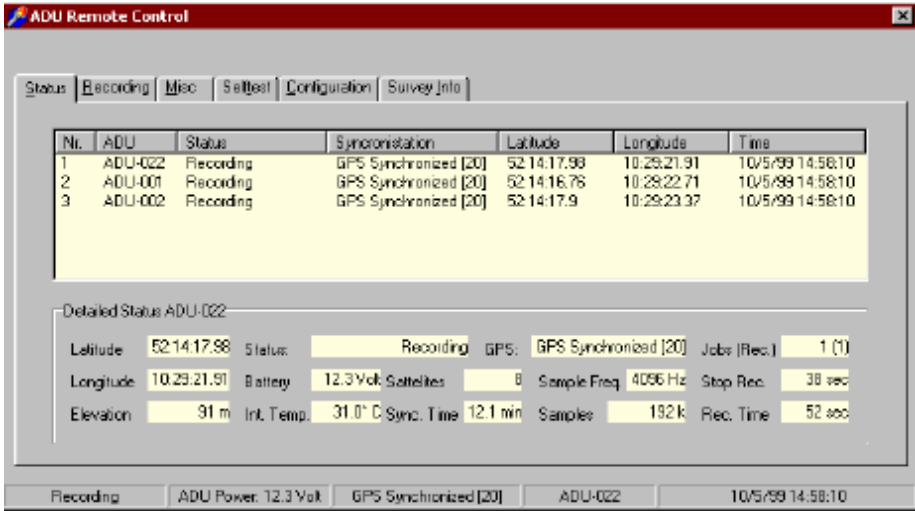 ADU Remote Control
Status Recording Misc Selftest Configuration Survey Info
Nr. ADU Status Syncronistation Latitude Longitude Time
1 ADU-022 Recording GPS Synchronized [20] 52:14:17.98 10:29:21.91 10/5/99 14:58:10
2 ADU-001 Recording GPS Synchronized [20] 52:14:16.76 10:29:22.71 10/5/99 14:58:10
3 ADU-002 Recording GPS Synchronized [20] 52:14:17.9 10:29:23.37 10/5/99 14:58:10
Detailed Status ADU-022
Latitude 52:14:17.98 Status: Recording GPS: GPS Synchronized [20] Jobs (Rec.) 1 (1)
Longitude 10:29:21.91 Battery 12.3 Volt Sattelites 8 Sample Freq 4096 Hz Stop Rec. 38 sec
Elevation 91 m Int. Temp. 31.0° C Sync. Time 12.1 min Samples 192 k Rec. Time 52 sec
Recording ADU Power: 12.3 Volt GPS Synchronized [20] ADU-022 10/5/99 14:58:10